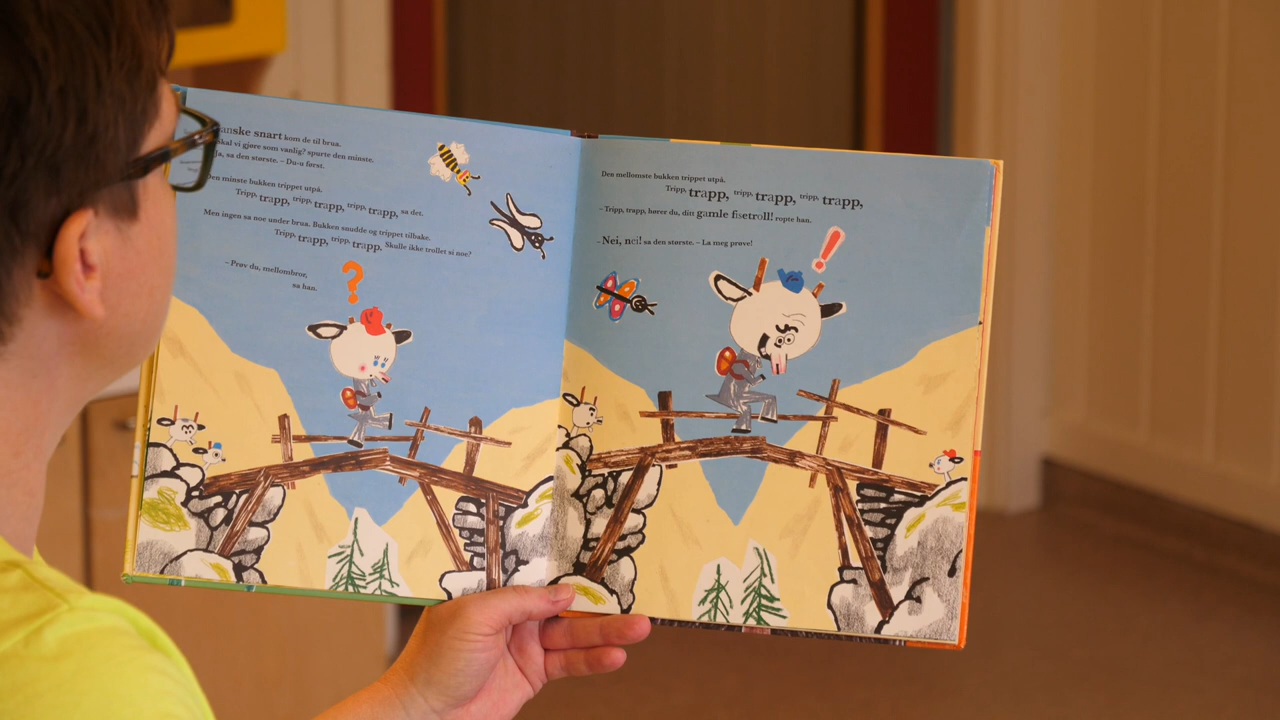 snart kom de til brua.
Skal vi gjøre som vanlig? spurte den minste.
Ja, sa den største. – Du-u først.
Den minste bukken trippet utpå.
Tripp, trapp, tripp, trapp, tripp, trapp, sa det.
Men ingen sa noe under brua. Bukken snudde og trippet tilbake.
Tripp, trapp, tripp, trapp. Skulle ikke trollet si noe?
– Prøv du, mellombror,
sa han.
?
Den mellomste bukken trippet utpå.
Tripp, trapp, tripp, trapp, tripp, trapp,
– Tripp, trapp, hører du, ditt gamle fisetroll! ropte han.
– Nei, nei! sa den største. – La meg prøve!
!